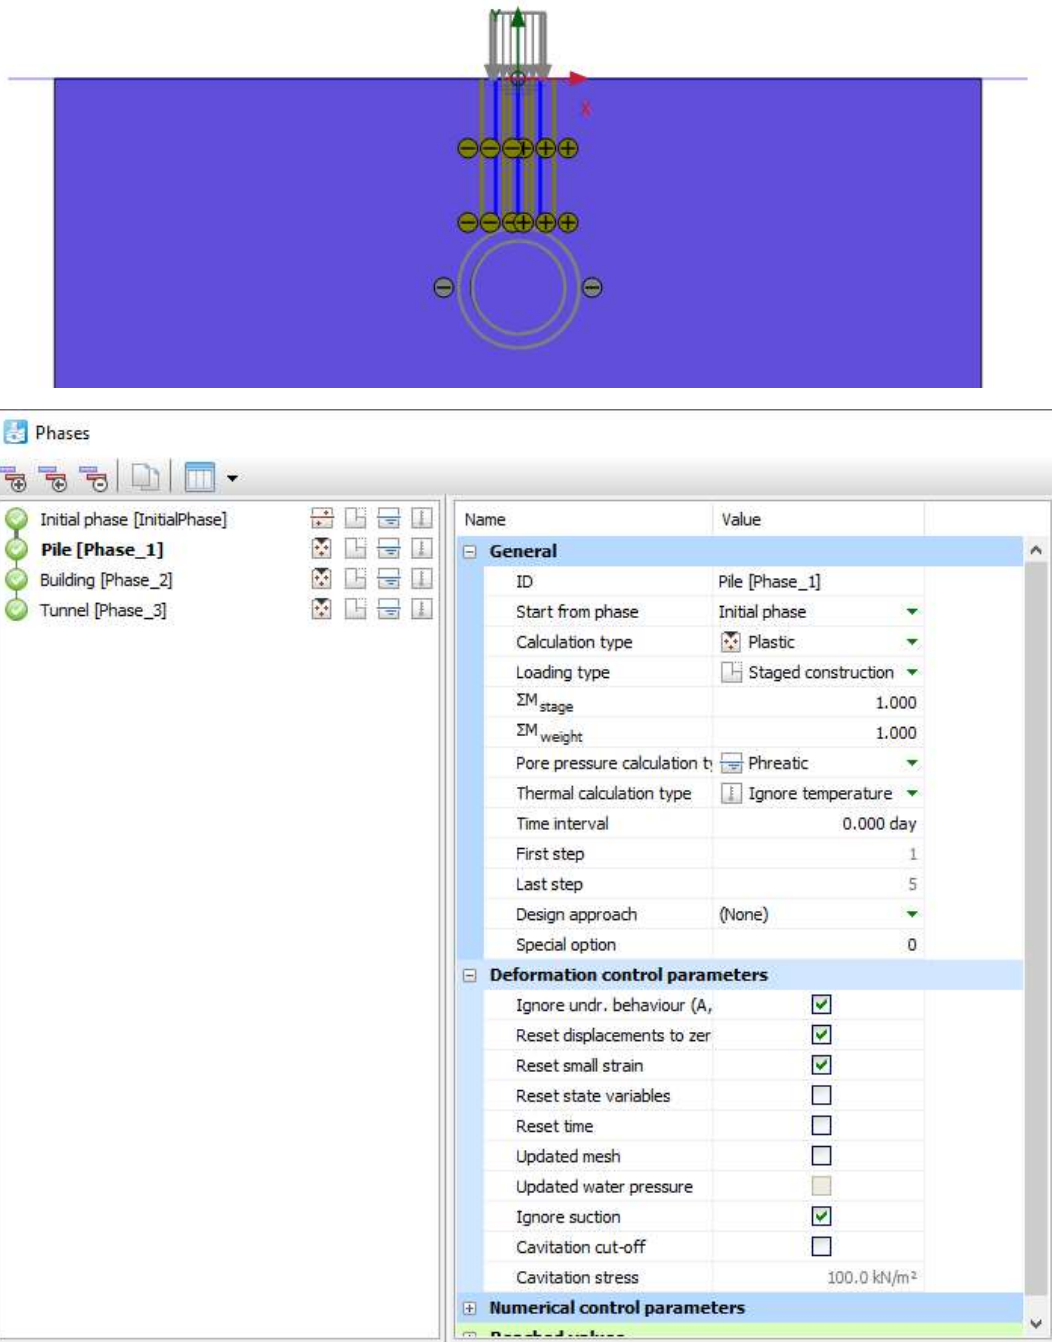 Y
X
Phases
Initial phase [InitialPhase]
Pile [Phase_1]
Building [Phase_2]
Tunnel [Phase_3]
Name Value
General
ID Pile [Phase_1]
Start from phase Initial phase
Calculation type Plastic
Loading type Staged construction
ΣM stage 1.000
ΣM weight 1.000
Pore pressure calculation ty Phreatic
Thermal calculation type Ignore temperature
Time interval 0.000 day
First step 1
Last step 5
Design approach (None)
Special option 0
Deformation control parameters
Ignore undr. behaviour (A,
Reset displacements to zer
Reset small strain
Reset state variables
Reset time
Updated mesh
Updated water pressure
Ignore suction
Cavitation cut-off
Cavitation stress 100.0 kN/m²
Numerical control parameters